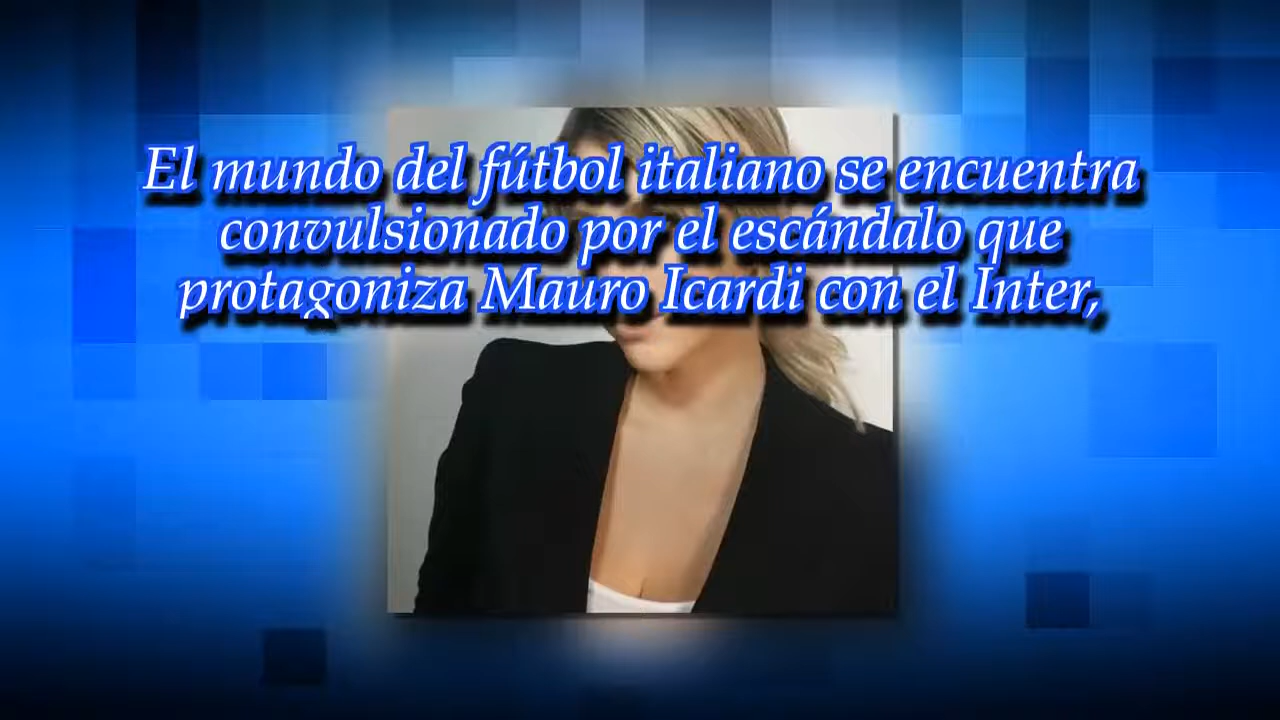 El mundo del fútbol italiano se encuentra
convulsionado por el escándalo que
protagoniza Mauro Icardi con el Inter,